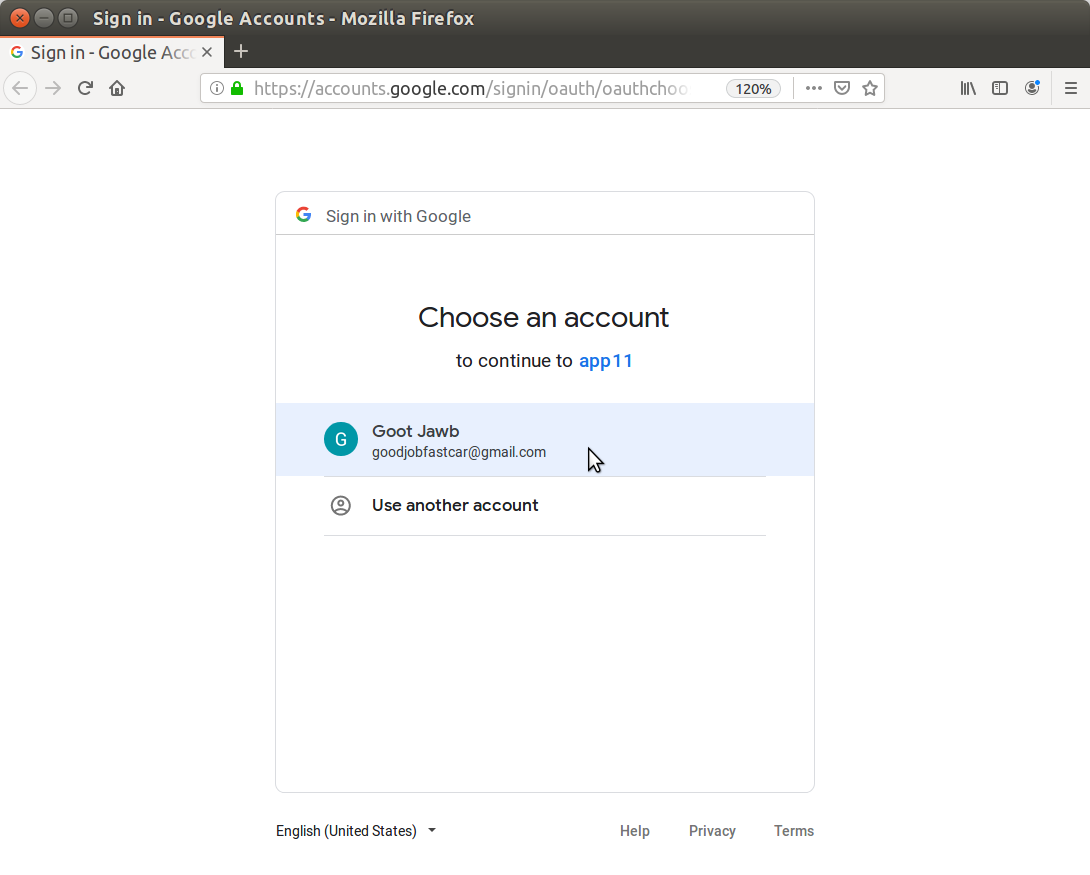 Sign in - Google Accounts - Mozilla Firefox
Sign in - Google Acc
https://accounts.google.com/signin/oauth/oauthchoo
120%
Sign in with Google
Choose an account
to continue to app11
G
Goot Jawb
goodjobfastcar@gmail.com
Use another account
English (United States)
Help
Privacy
Terms